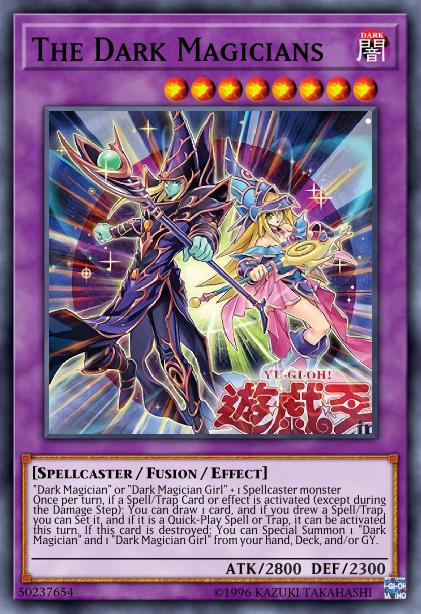 THE DARK MAGICIANS
DARK
闇
YU-GI-OH!
遊戯王
[SPELLCASTER / FUSION / EFFECT]
"Dark Magician" or "Dark Magician Girl" + 1 Spellcaster monster
Once per turn, if a Spell/Trap Card or effect is activated (except during
the Damage Step): You can draw 1 card, and if you drew a Spell/Trap,
you can Set it, and if it is a Quick-Play Spell or Trap, it can be activated
this turn. If this card is destroyed: You can Special Summon 1 "Dark
Magician" and 1 "Dark Magician Girl" from your hand, Deck, and/or GY.
ATK/2800 DEF/2300
50237654
©1996 KAZUKI TAKAHASHI